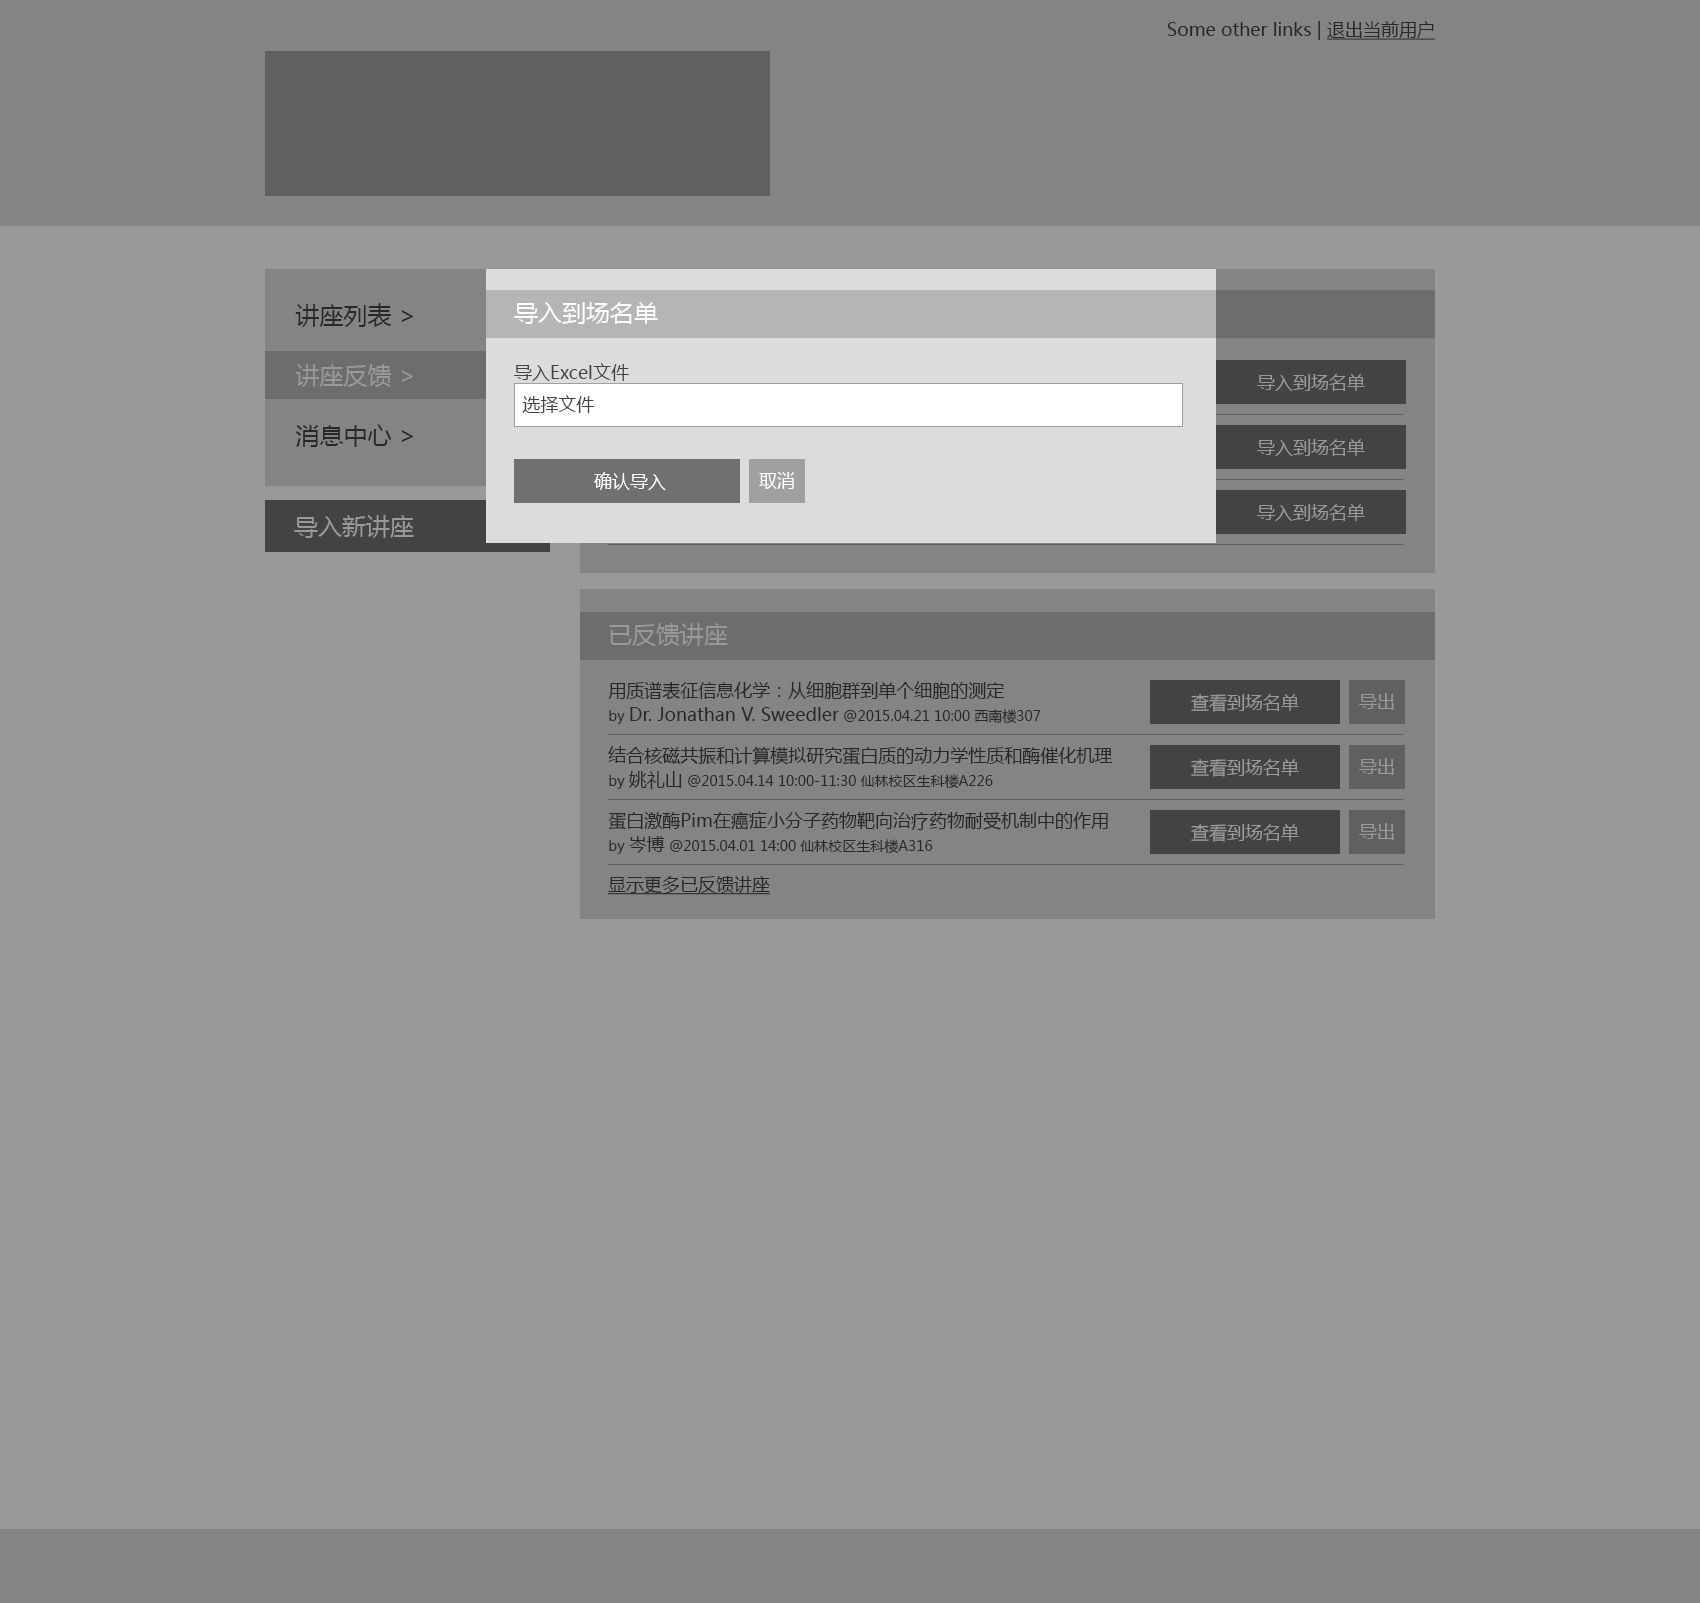 Some other links | 退出当前用户
讲座列表 >
讲座反馈 >
消息中心 >
导入新讲座
导入到场名单
导入Excel文件
选择文件
确认导入 取消
导入到场名单
导入到场名单
导入到场名单
已反馈讲座
用质谱表征信息化学：从细胞群到单个细胞的测定
by Dr. Jonathan V. Sweedler @2015.04.21 10:00 西南楼307
查看到场名单 导出
结合核磁共振和计算模拟研究蛋白质的动力学性质和酶催化机理
by 姚礼山 @2015.04.14 10:00-11:30 仙林校区生科楼A226
查看到场名单 导出
蛋白激酶Pim在癌症小分子药物靶向治疗药物耐受机制中的作用
by 岑博 @2015.04.01 14:00 仙林校区生科楼A316
查看到场名单 导出
显示更多已反馈讲座